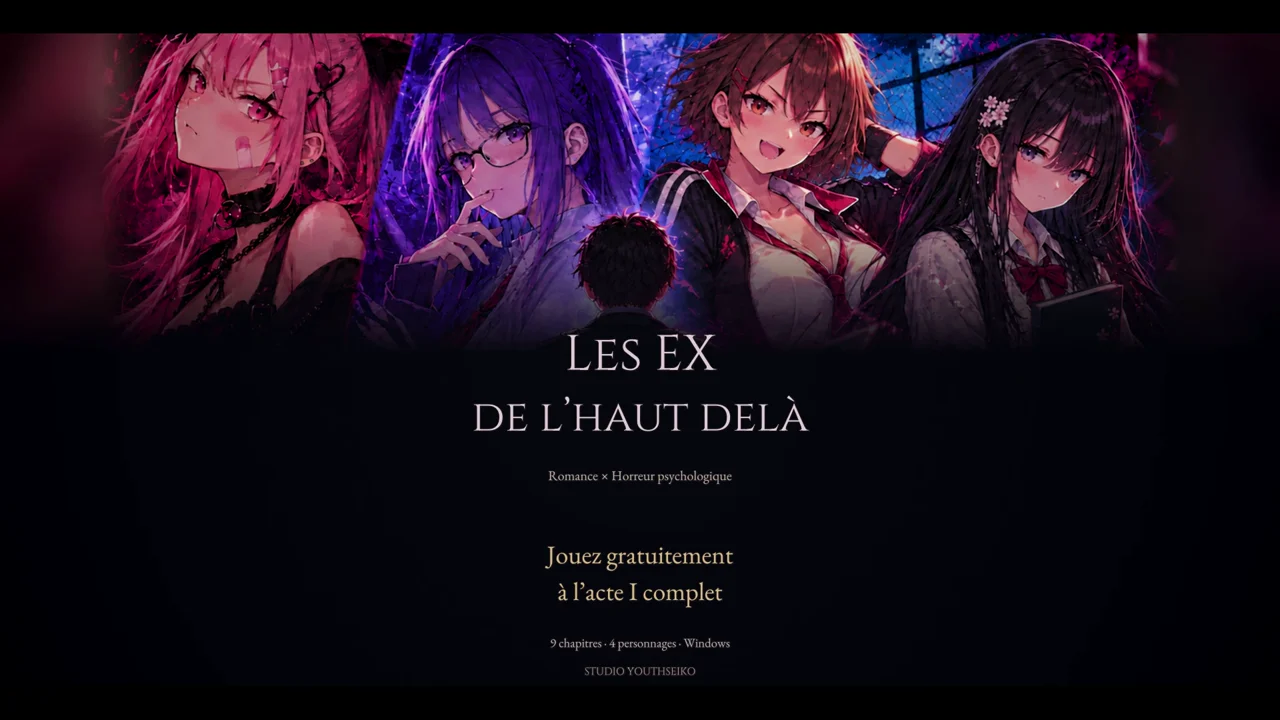 Les EX
de l’haut delà
Romance × Horreur psychologique
Jouez gratuitement
à l’acte I complet
9 chapitres · 4 personnages · Windows
STUDIO YOUTHSEIKO